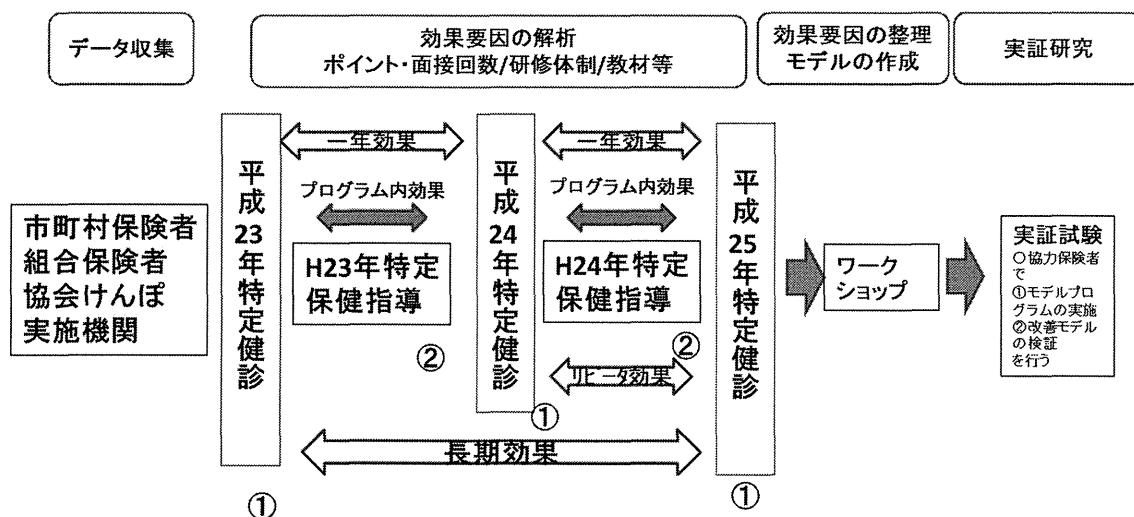 データ収集
効果要因の解析
ポイント・面接回数/研修体制/教材等
効果要因の整理
モデルの作成
実証研究
市町村保険者
組合保険者
協会けんぽ
実施機関
平成23年特定健診
①
一年効果
プログラム内効果
H23年特定
保健指導
②
平成24年特定健診
①
一年効果
プログラム内効果
H24年特定
保健指導
②
リピータ効果
長期効果
平成25年特定健診
①
ワーク
ショップ
実証試験
○協力保険者
で
①モデルプロ
グラムの実施
②改善モデル
の検証
を行う